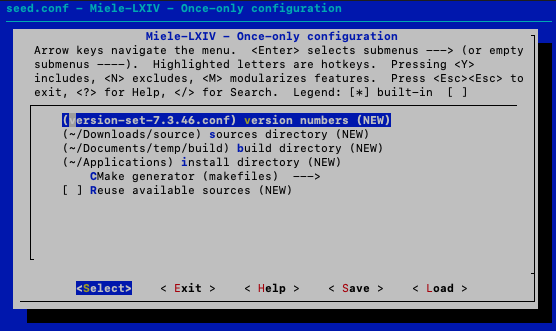 seed.conf - Miele-LXIV - Once-only configuration
Miele-LXIV - Once-only configuration
Arrow keys navigate the menu.  <Enter> selects submenus ---> (or empty
submenus ----).  Highlighted letters are hotkeys.  Pressing <Y>
includes, <N> excludes, <M> modularizes features.  Press <Esc><Esc> to
exit, <?> for Help, </> for Search.  Legend: [*] built-in  [ ]
(version-set-7.3.46.conf) version numbers (NEW)
(~/Downloads/source) sources directory (NEW)
(~/Documents/temp/build) build directory (NEW)
(~/Applications) install directory (NEW)
CMake generator (makefiles)  --->
[ ] Reuse available sources (NEW)
<Select>    < Exit >    < Help >    < Save >    < Load >